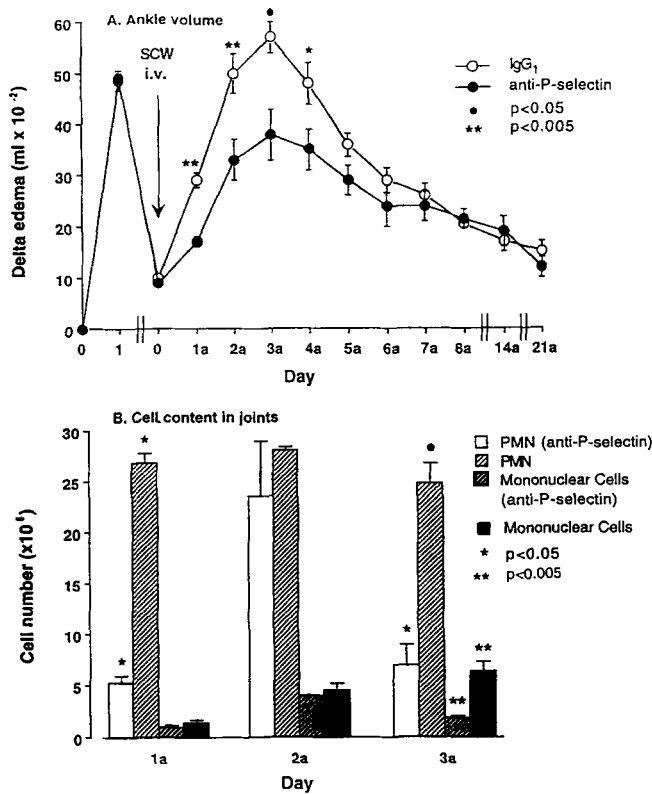 A. Ankle volume
SCW
i.v.
**
**
*
IgG₁
anti-P-selectin
p<0.05
** p<0.005
Delta edema (ml x 10⁻²)
60
50
40
30
20
10
0
0 1 0 1a 2a 3a 4a 5a 6a 7a 8a 14a 21a
Day
B. Cell content in joints
30
25
20
15
10
5
0
Cell number (x10⁶)
*
*
*
**
**
PMN (anti-P-selectin)
PMN
Mononuclear Cells
(anti-P-selectin)
Mononuclear Cells
* p<0.05
** p<0.005
1a 2a 3a
Day